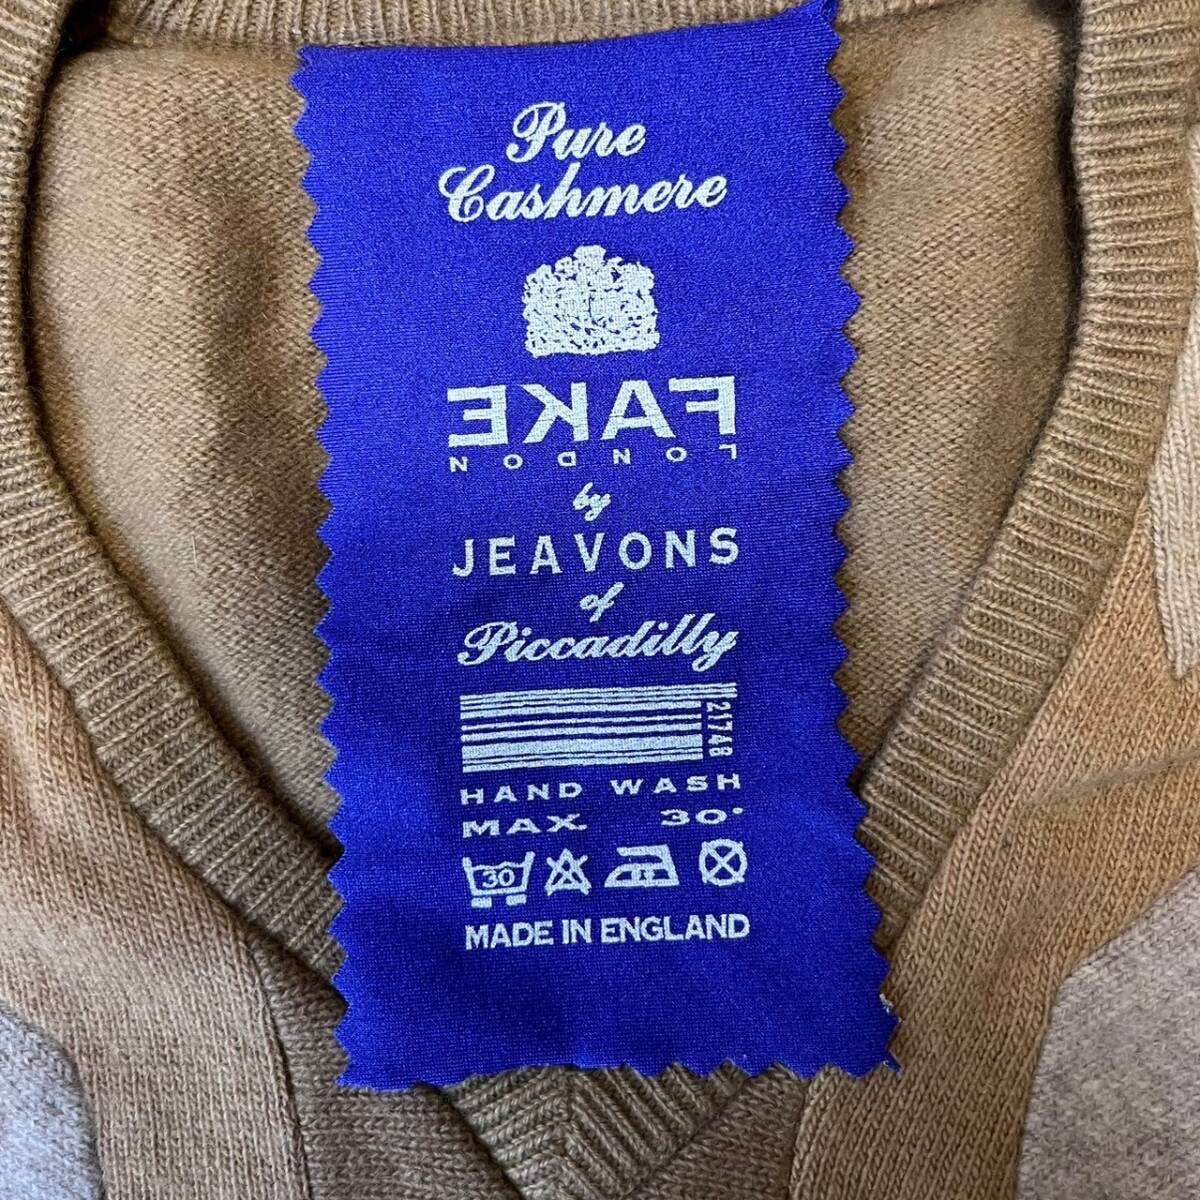 Pure
Cashmere
FAKE
LONDON
by
JEAVONS
of
Piccadilly
21748
HAND WASH
MAX. 30°
30
MADE IN ENGLAND